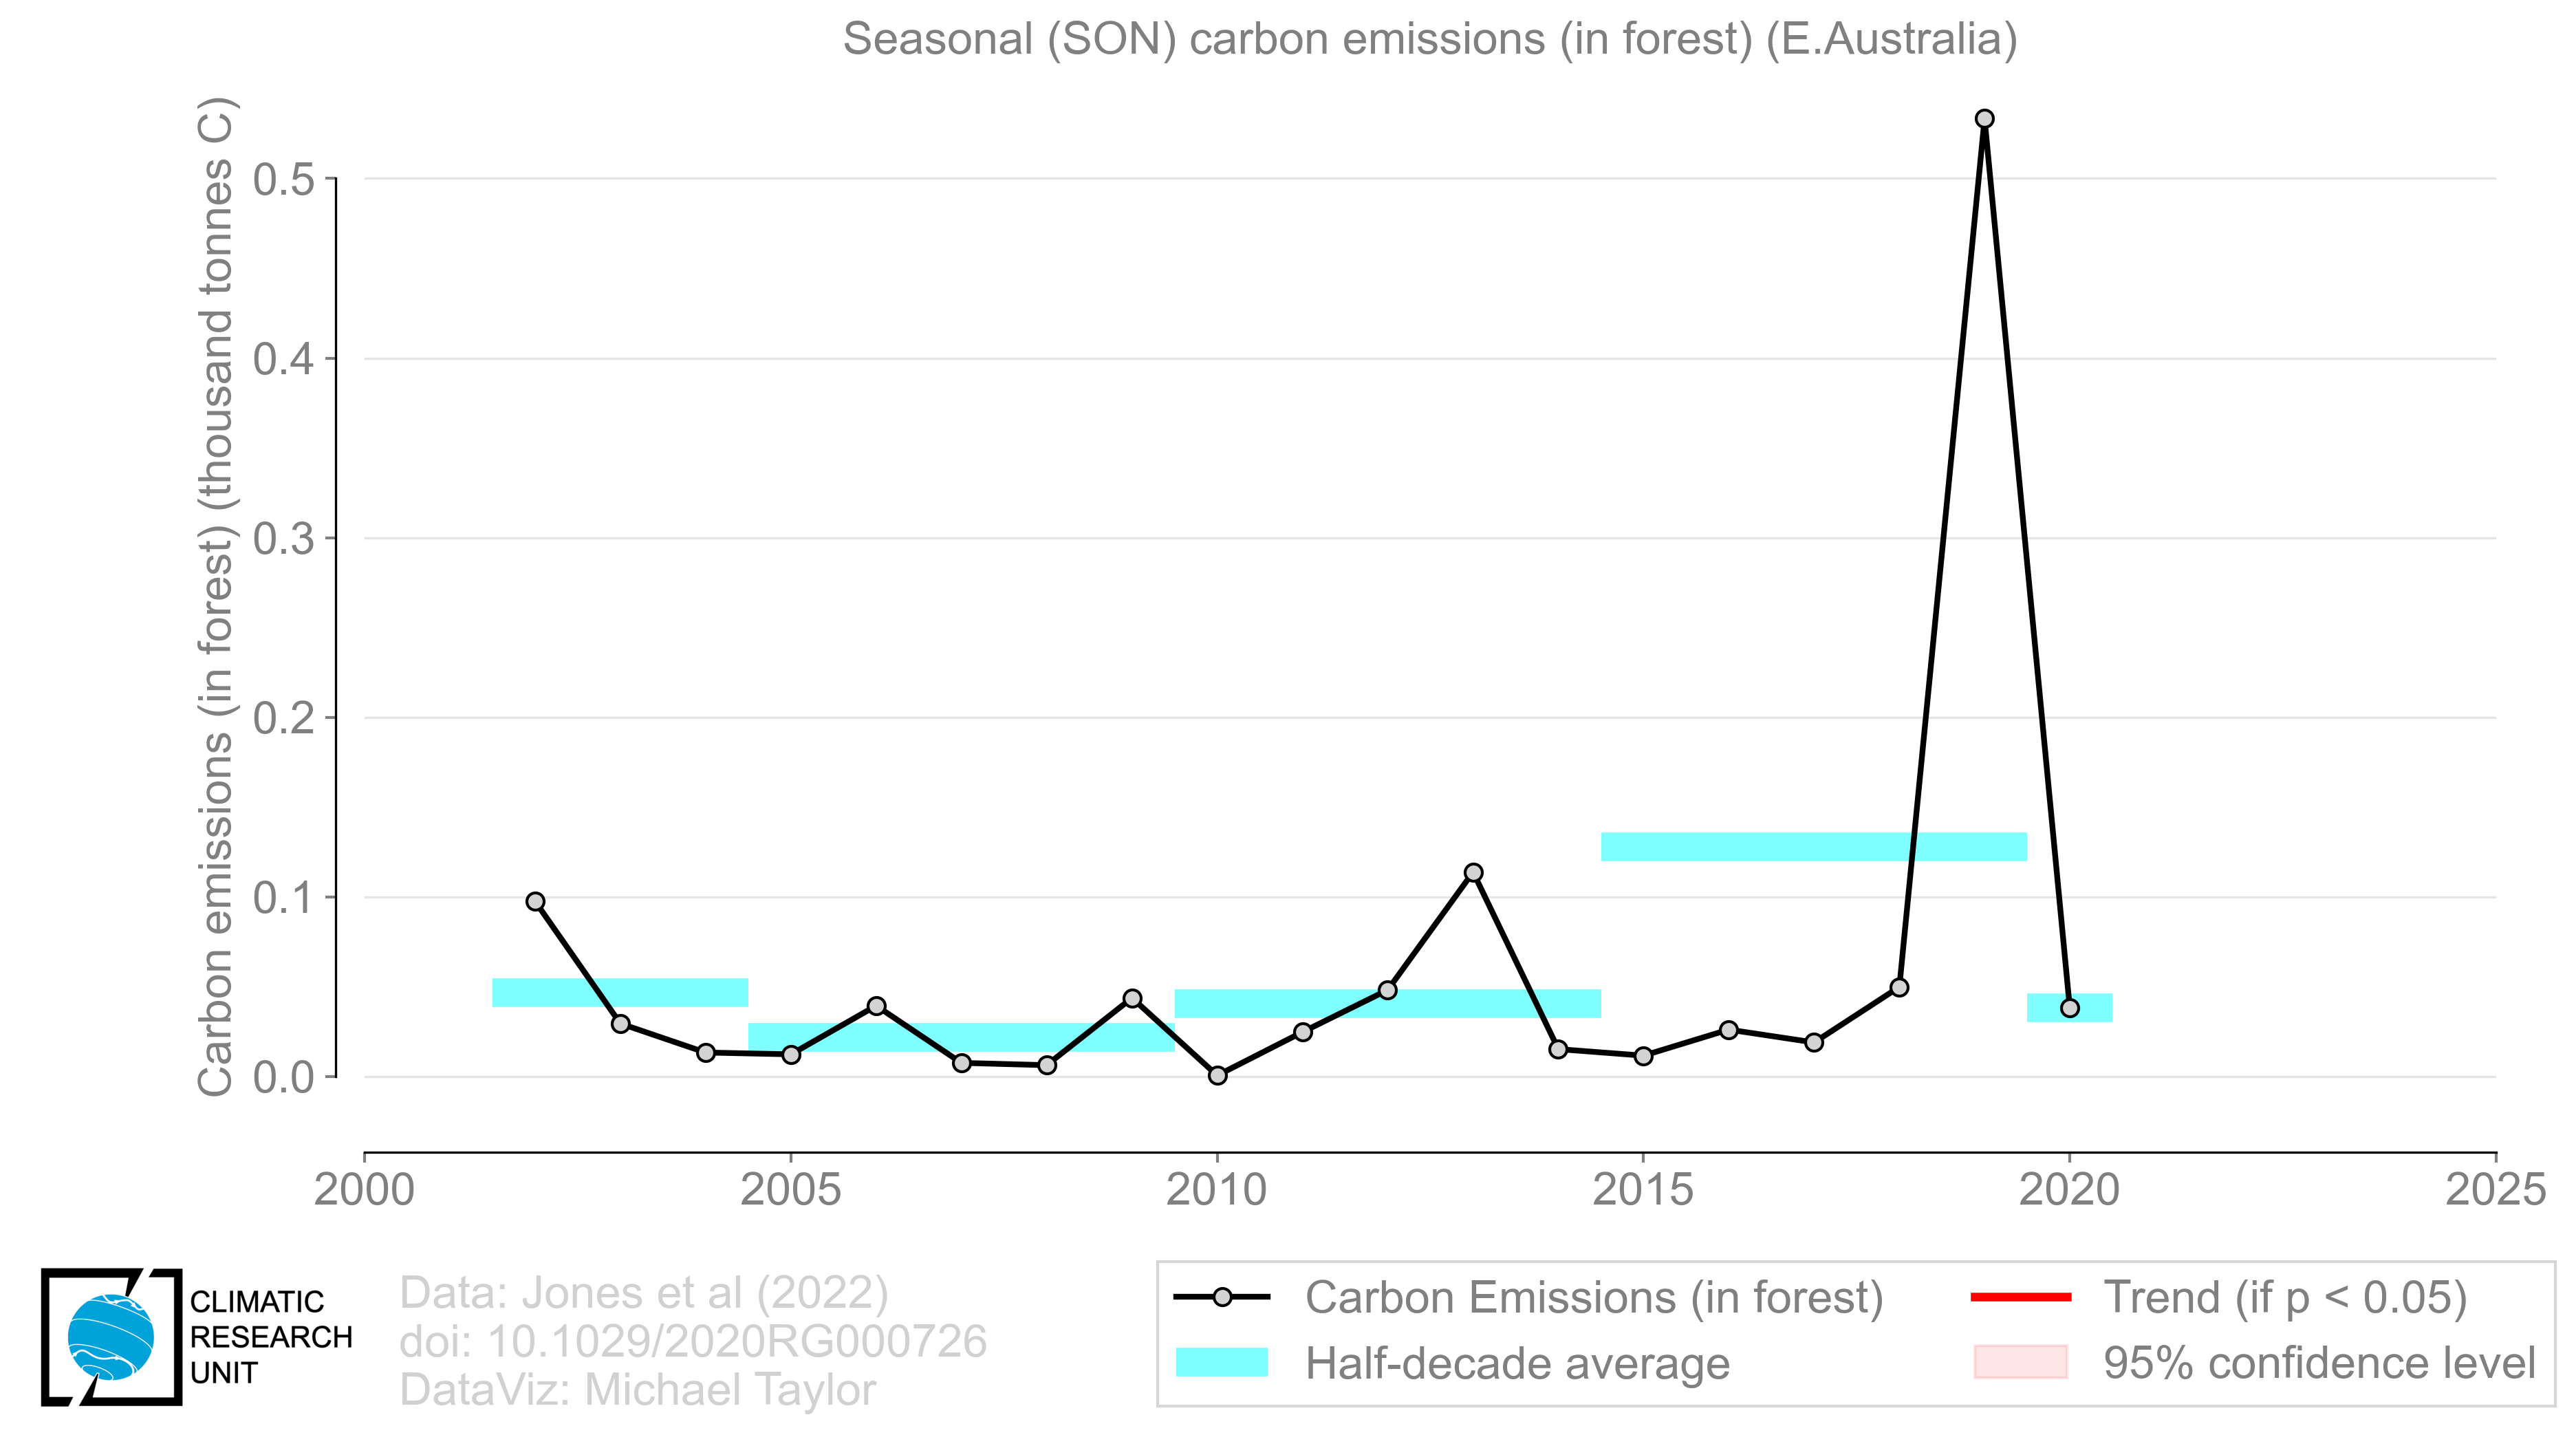 Seasonal (SON) carbon emissions (in forest) (E.Australia)
Carbon emissions (in forest) (thousand tonnes C)
0.5
0.4
0.3
0.2
0.1
0.0
2000
2005
2010
2015
2020
2025
CLIMATIC
RESEARCH
UNIT
Data: Jones et al (2022)
doi: 10.1029/2020RG000726
DataViz: Michael Taylor
Carbon Emissions (in forest)
Half-decade average
Trend (if p < 0.05)
95% confidence level